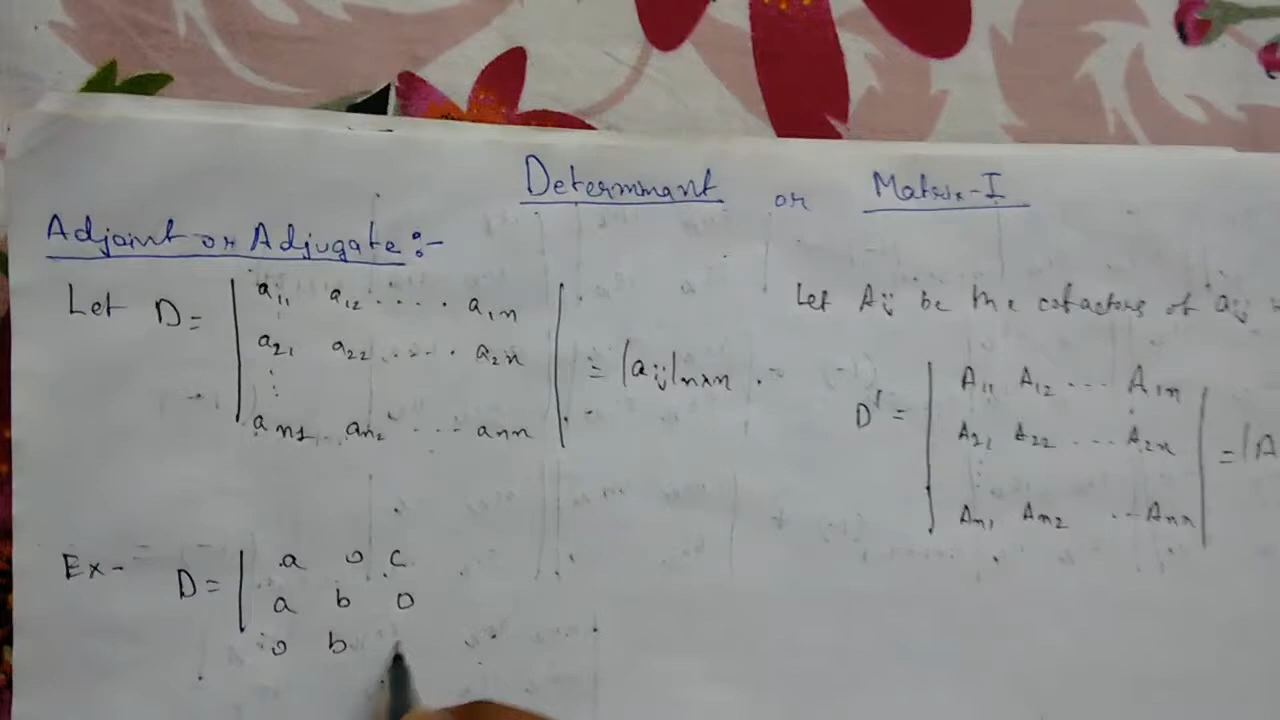 Determinant or Matrix-I
Adjoint or Adjugate :-
Let D = | a₁₁ a₁₂ .... a₁ₙ
a₂₁ a₂₂ ..... a₂ₙ
⋮
aₙ₁ aₙ₂ .... aₙₙ | = |aᵢⱼ|ₙₓₙ .
Let Aᵢⱼ be the cofactors of aᵢⱼ
D' = | A₁₁ A₁₂ ... A₁ₙ
A₂₁ A₂₂ ... A₂ₙ
⋮
Aₙ₁ Aₙ₂ ... Aₙₙ | = |A
Ex- D = | a 0 c
a b 0
0 b